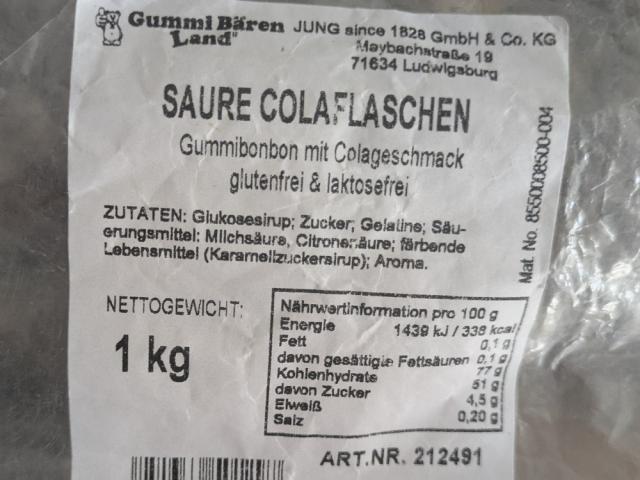 Gummi Bären Land® JUNG since 1828 GmbH & Co. KG
Maybachstraße 19
71634 Ludwigsburg
SAURE COLAFLASCHEN
Gummibonbon mit Colageschmack
glutenfrei & laktosefrei
ZUTATEN: Glukosesirup; Zucker; Gelatine; Säu-
erungsmittel: Milchsäure, Citronensäure; färbende
Lebensmittel (Karamellzuckersirup); Aroma.
Mat. No. 8550008500-004
NETTOGEWICHT:
1 kg
Nährwertinformation pro 100 g
Energie 1439 kJ / 338 kcal
Fett 0,1 g
davon gesättigte Fettsäuren 0,1 g
Kohlenhydrate 77 g
davon Zucker 51 g
Eiweiß 4,5 g
Salz 0,20 g
ART.NR. 212491